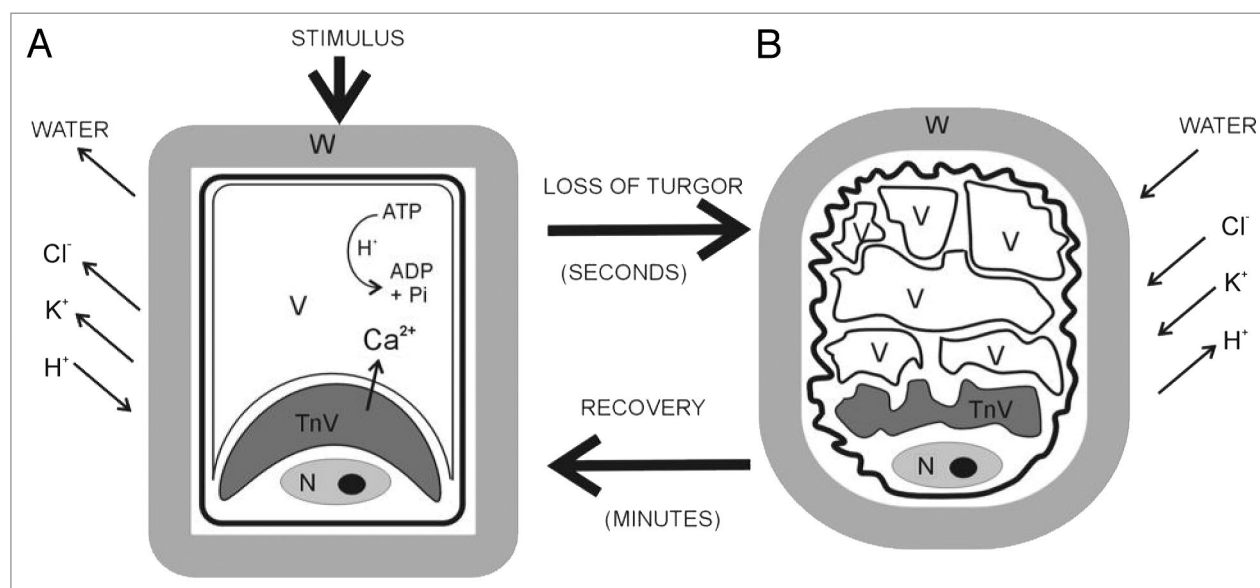 A
STIMULUS
B
WATER
W
ATP
H⁺
ADP
+ Pi
Cl⁻
K⁺
H⁺
V
Ca²⁺
TnV
N
LOSS OF TURGOR
(SECONDS)
RECOVERY
(MINUTES)
W
WATER
V
V
V
V
V
V
TnV
N
Cl⁻
K⁺
H⁺